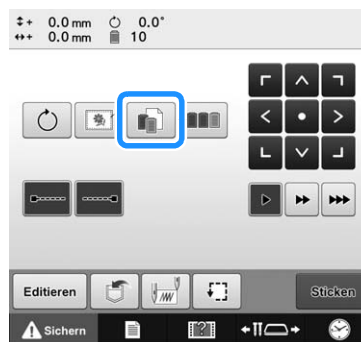 + 0.0 mm 0.0°
+ 0.0 mm 10
Editieren
Sticken
Sichern